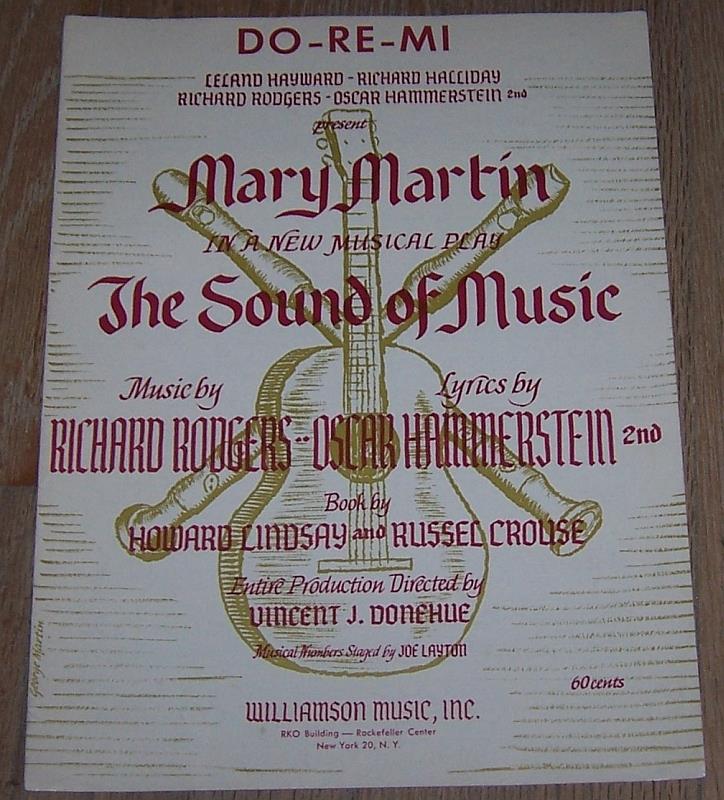 DO-RE-MI
LELAND HAYWARD - RICHARD HALLIDAY
RICHARD RODGERS - OSCAR HAMMERSTEIN 2nd
present
Mary Martin
IN A NEW MUSICAL PLAY
The Sound of Music
Music by
Lyrics by
RICHARD RODGERS·· OSCAR HAMMERSTEIN 2nd
Book by
HOWARD LINDSAY and RUSSEL CROUSE
Entire Production Directed by
VINCENT J. DONEHUE
Musical Numbers Staged by JOE LAYTON
George Martin
60 cents
WILLIAMSON MUSIC, INC.
RKO Building — Rockefeller Center
New York 20, N. Y.